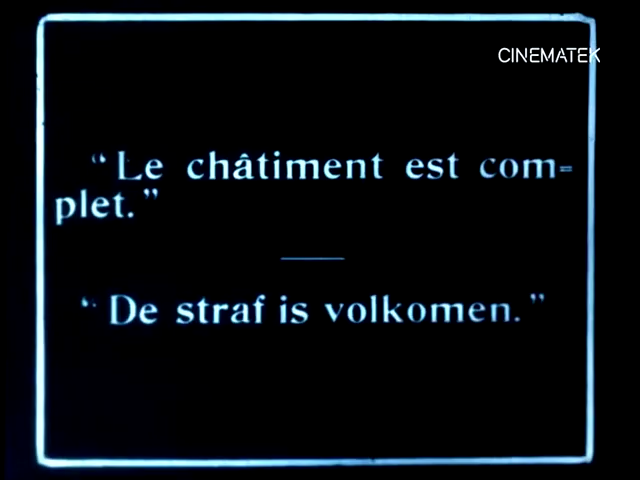 CINEMATEK
“Le châtiment est com=
plet.”
“De straf is volkomen.”